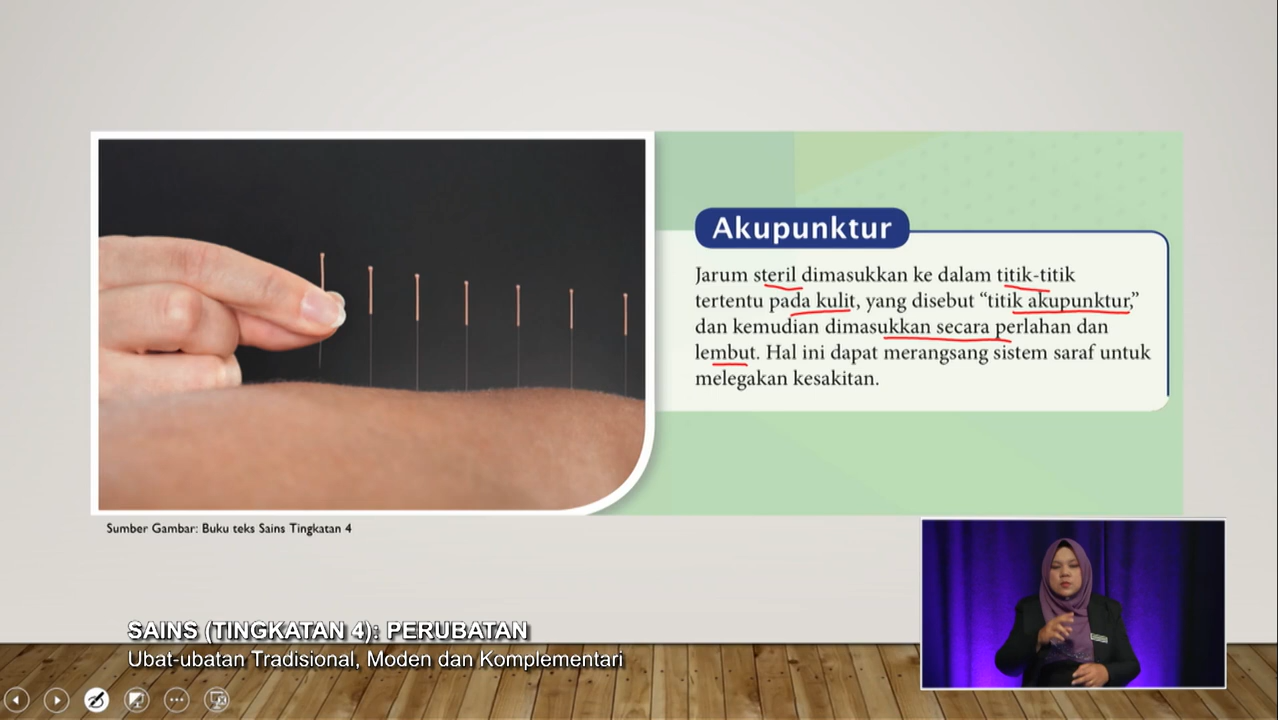 Akupunktur
Jarum steril dimasukkan ke dalam titik-titik
tertentu pada kulit, yang disebut “titik akupunktur,”
dan kemudian dimasukkan secara perlahan dan
lembut. Hal ini dapat merangsang sistem saraf untuk
melegakan kesakitan.
Sumber Gambar: Buku teks Sains Tingkatan 4
SAINS (TINGKATAN 4): PERUBATAN
Ubat-ubatan Tradisional, Moden dan Komplementari